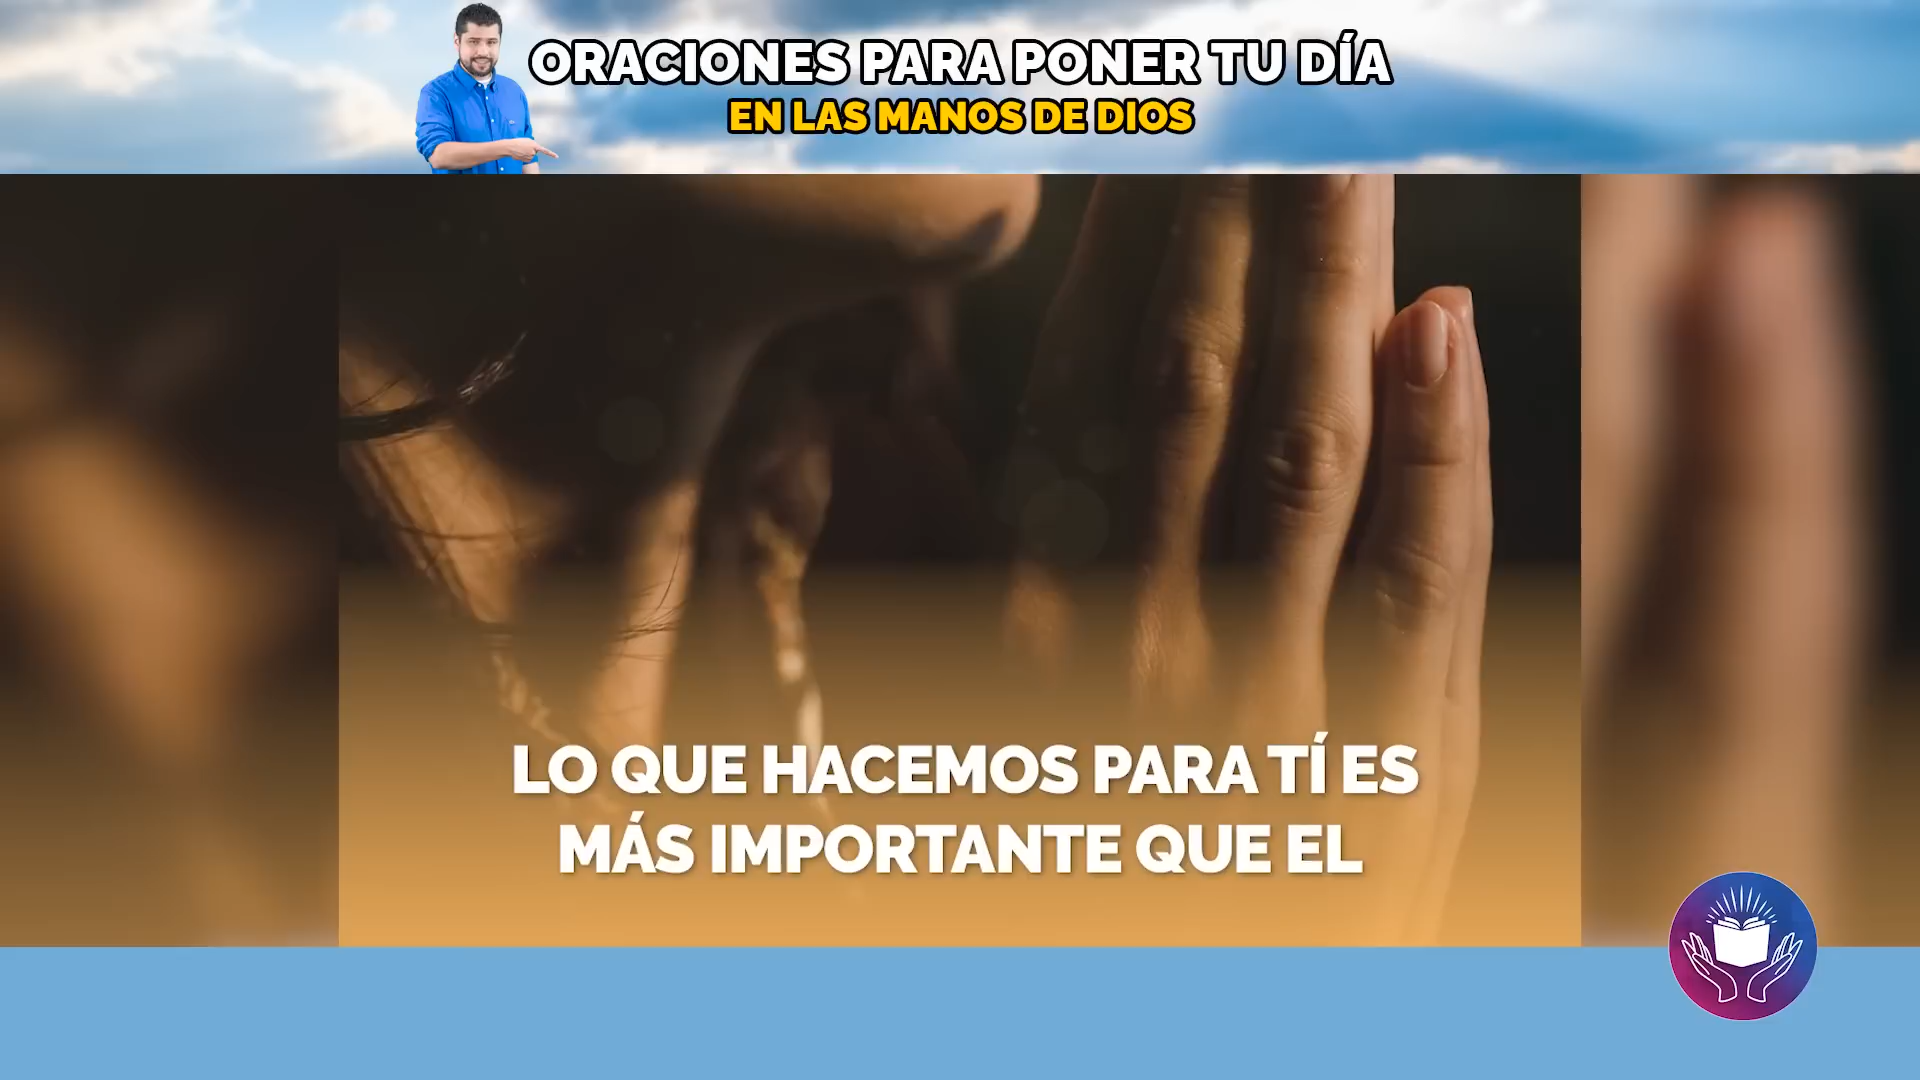 ORACIONES PARA PONER TU DÍA
EN LAS MANOS DE DIOS
LO QUE HACEMOS PARA TÍ ES
MÁS IMPORTANTE QUE EL